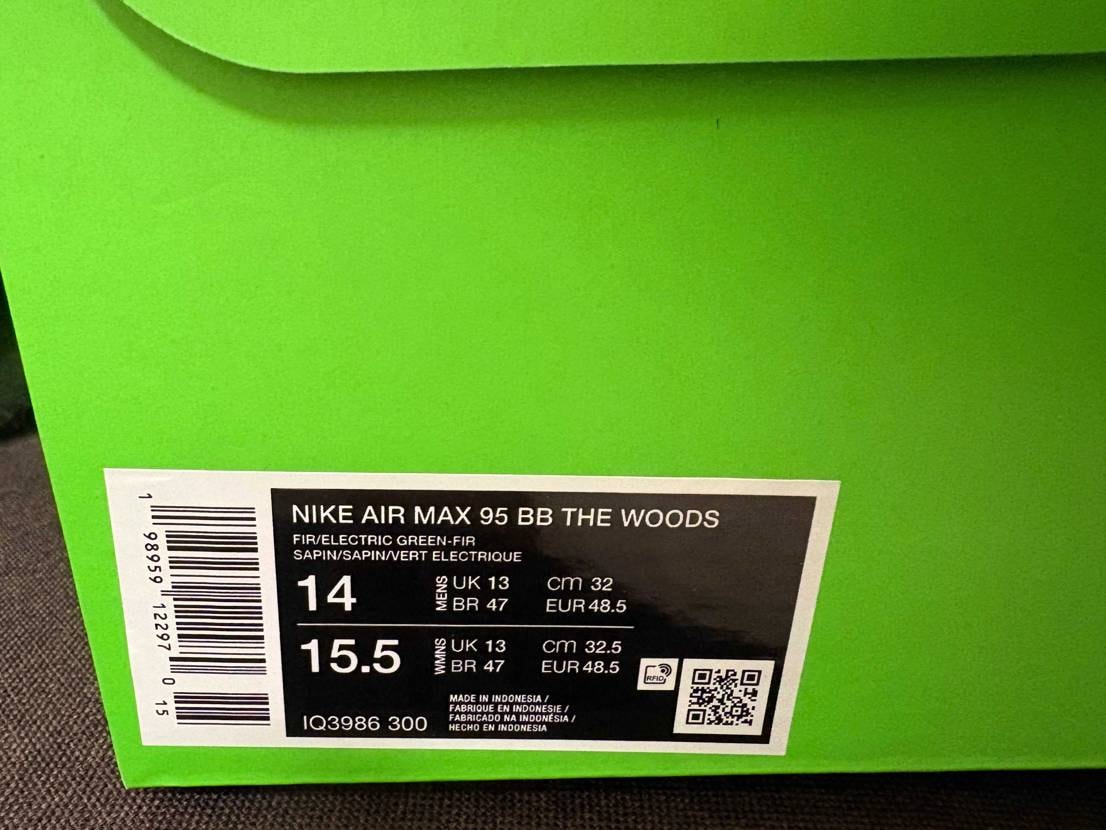 1 98959 12297 0 15
NIKE AIR MAX 95 BB THE WOODS
FIR/ELECTRIC GREEN-FIR
SAPIN/SAPIN/VERT ELECTRIQUE
14 MENS UK 13 cm 32
BR 47 EUR 48.5
15.5 WMNS UK 13 cm 32.5
BR 47 EUR 48.5
RFID
IQ3986 300
MADE IN INDONESIA /
FABRIQUE EN INDONESIE /
FABRICADO NA INDONÉSIA /
HECHO EN INDONESIA